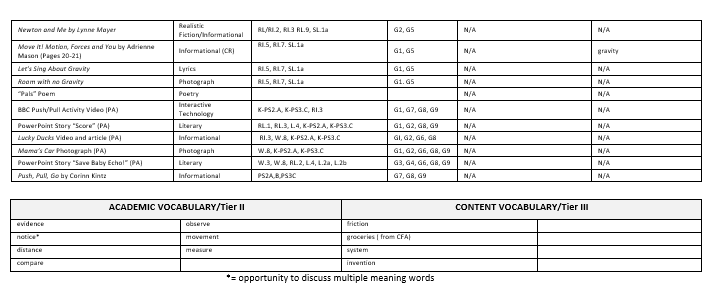 Newton and Me by Lynne Mayer Realistic Fiction/Informational RL/RI.2, RI.3 RL.9, SL.1a G2, G5 N/A N/A
Move It! Motion, Forces and You by Adrienne Mason (Pages 20-21) Informational (CR) RI.5, RI.7. SL.1a G1, G5 N/A gravity
Let's Sing About Gravity Lyrics RI.5, RI.7, SL.1a G1, G5 N/A N/A
Room with no Gravity Photograph RI.5, RI.7, SL.1a G1. G5 N/A N/A
"Pals" Poem Poetry N/A N/A
BBC Push/Pull Activity Video (PA) Interactive Technology K-PS2.A, K-PS3.C, RI.3 G1, G7, G8, G9 N/A N/A
PowerPoint Story "Score" (PA) Literary RL.1, RL.3, L.4, K-PS2.A, K-PS3.C G1, G2, G8, G9 N/A N/A
Lucky Ducks Video and article (PA) Informational RI.3, W.8, K-PS2.A, K-PS3.C GI, G2, G6, G8 N/A N/A
Mama's Car Photograph (PA) Photograph W.8, K-PS2.A, K-PS3.C G1, G2, G6, G8, G9 N/A N/A
PowerPoint Story "Save Baby Echo!" (PA) Literary W.3, W.8, RL.2, L.4, L.2a, L.2b G3, G4, G6, G8, G9 N/A N/A
Push, Pull, Go by Corinn Kintz Informational PS2A,B,PS3C G7, G8, G9 N/A N/A
ACADEMIC VOCABULARY/Tier II CONTENT VOCABULARY/Tier III
evidence observe friction
notice* movement groceries ( from CFA)
distance measure system
compare invention
*= opportunity to discuss multiple meaning words